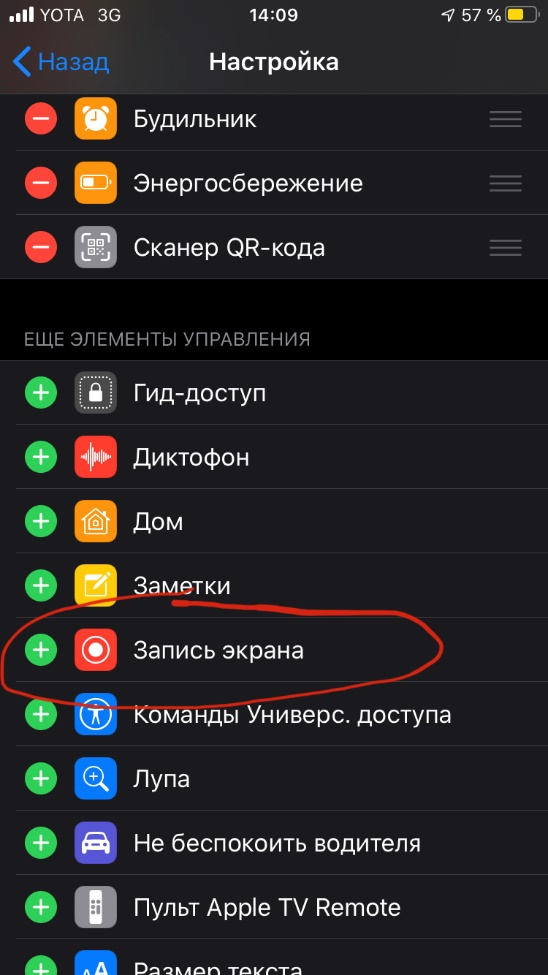 YOTA 3G 14:09 57 %
Назад Настройка
Будильник
Энергосбережение
Сканер QR-кода
ЕЩЕ ЭЛЕМЕНТЫ УПРАВЛЕНИЯ
Гид-доступ
Диктофон
Дом
Заметки
Запись экрана
Команды Универс. доступа
Лупа
Не беспокоить водителя
Пульт Apple TV Remote
AA Размер текста